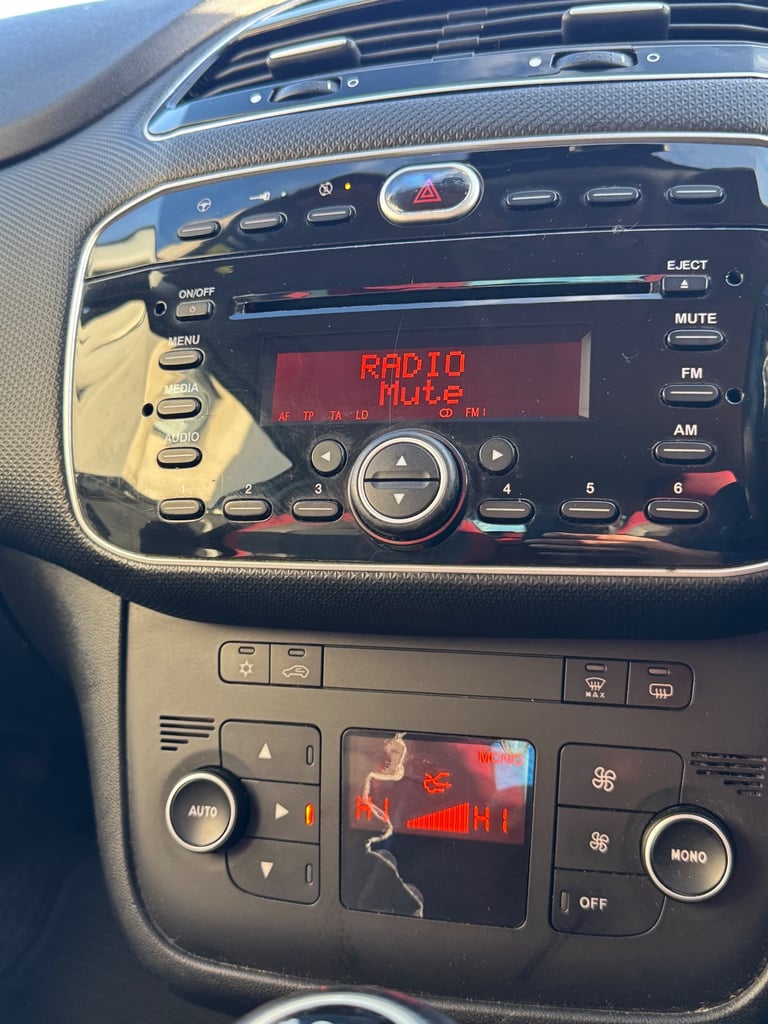 EJECT
ON/OFF
MUTE
MENU
RADIO
FM
Mute
MEDIA
AF TP TA LD FM I
AUDIO
AM
1 2 3 4 5 6
MAX
MONO
AUTO
HI HI
MONO
OFF